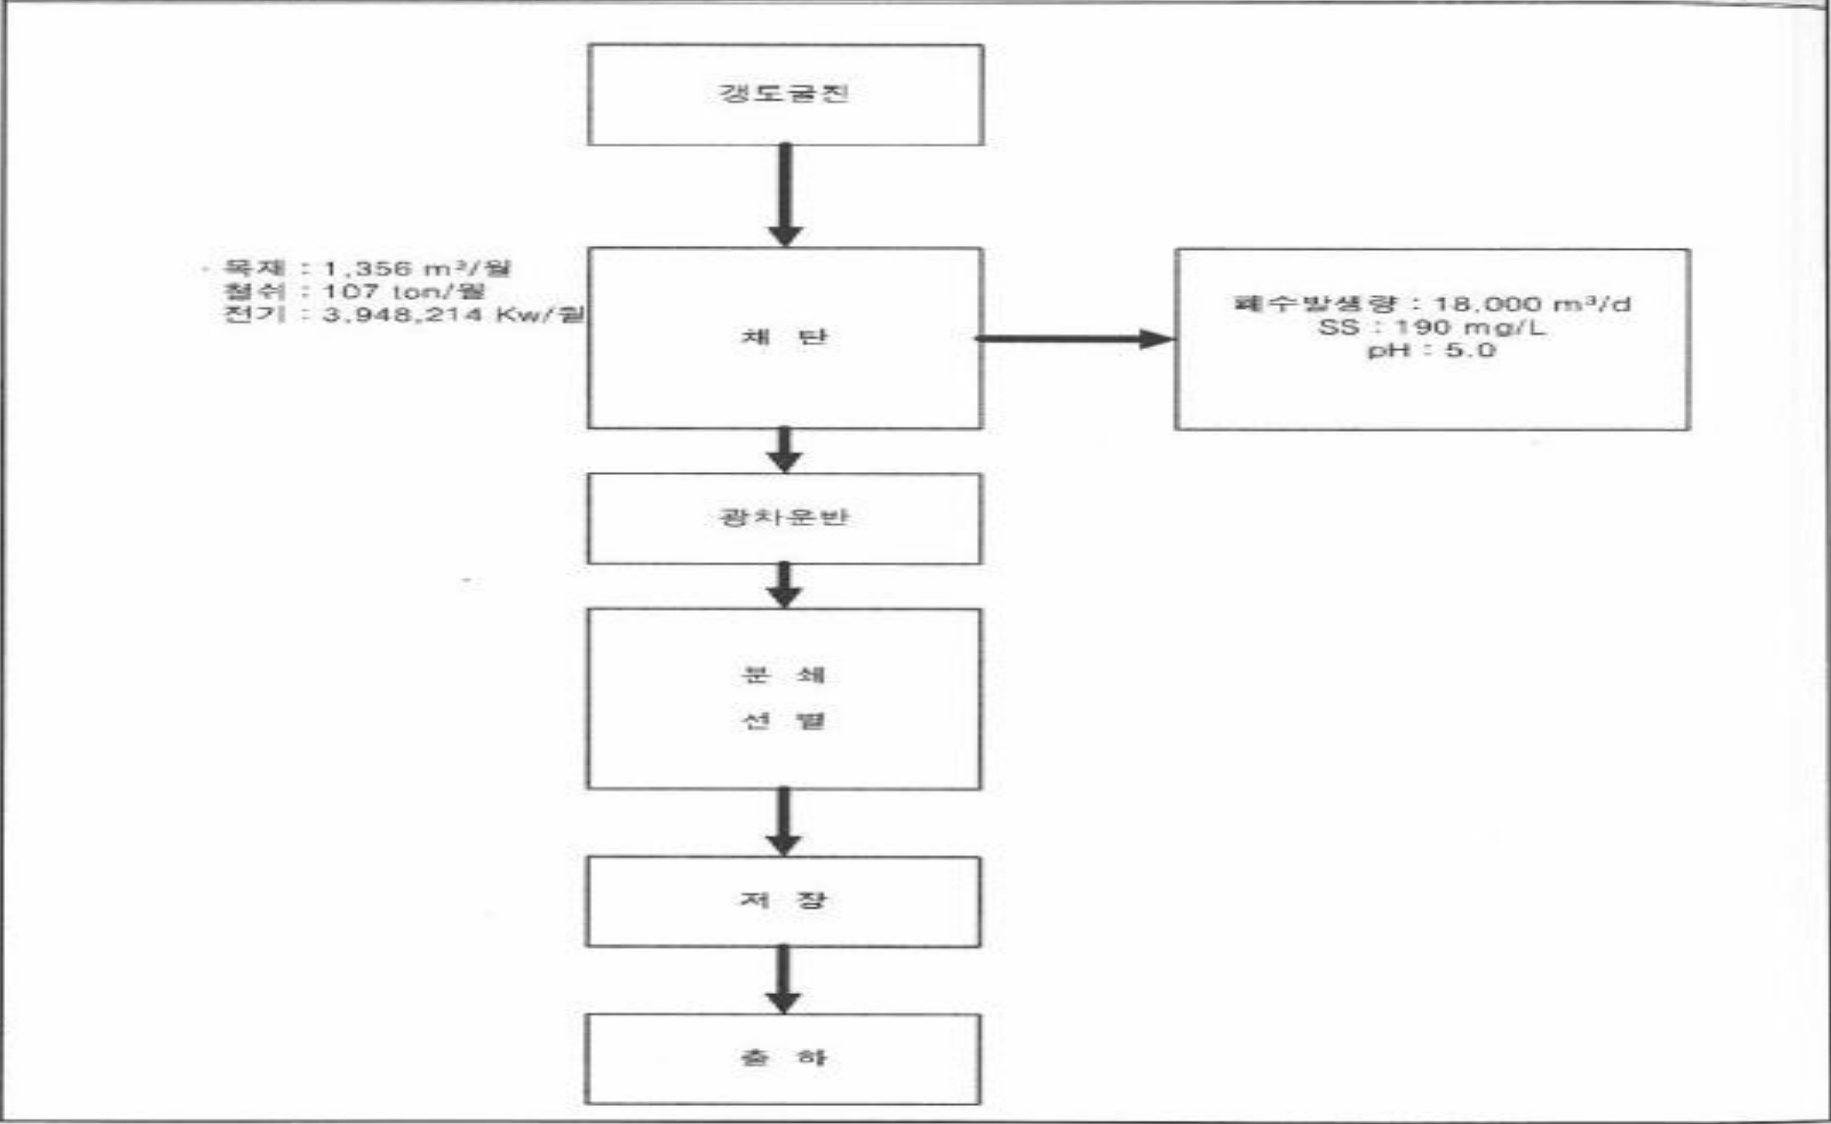 갱도굴진
목재 : 1,356 m³/월
철쇠 : 107 ton/월
전기 : 3,948,214 Kw/월
채 탄
폐수발생량 : 18,000 m³/d
SS : 190 mg/L
pH : 5.0
광차운반
분 쇄
선 별
저 장
출 하